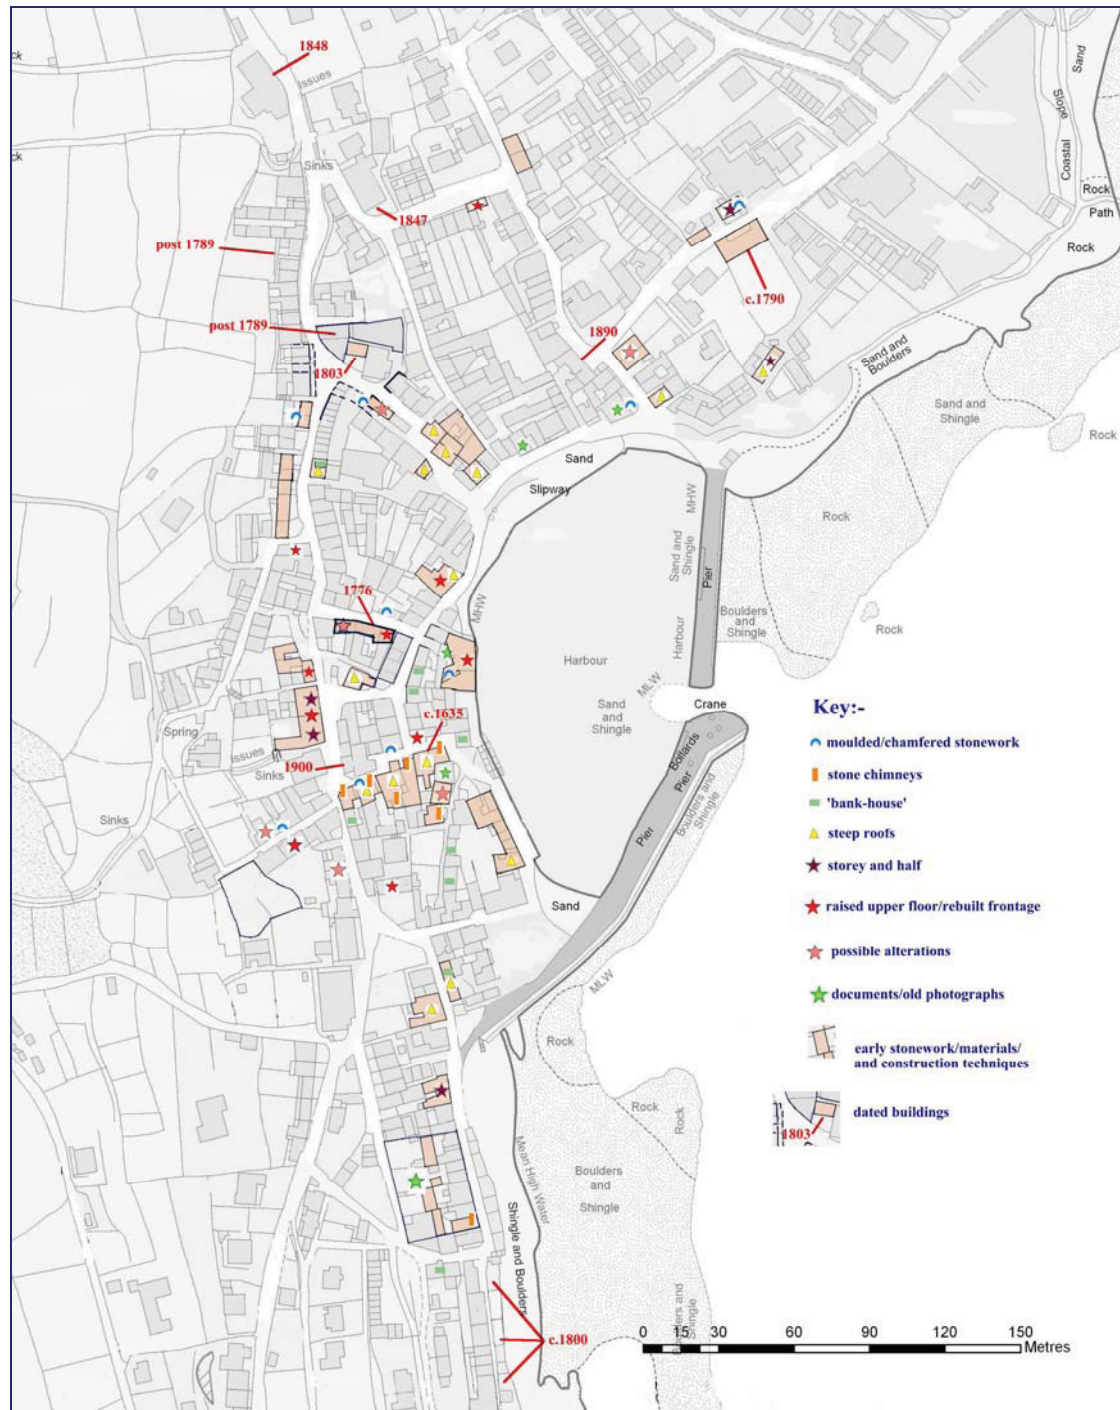 1848
ck
Issues
Sand
Slope
Coastal
ck
Sinks
Rock
Path
1847
Rock
post 1789
c.1790
post 1789
1890
1803
Sand and
Boulders
Sand and
Shingle
Rock
Sand
Slipway
MHW
Rock
Sand and
Shingle
Pier
1776
MHW
Boulders
and
Shingle
Rock
Harbour
Harbour
MLW
Sand
and
Shingle
Crane
Spring
c.1635
Bollards
Pier
Issues
Sinks
1900
Boulders and
Shingle
Sinks
Pier
Sand
MLW
Rock
Rock
Rock
Mean High Water
Boulders
and
Shingle
Shingle and Boulders
Boulders and
Shingle
c.1800
Key:-
moulded/chamfered stonework
stone chimneys
'bank-house'
steep roofs
storey and half
raised upper floor/rebuilt frontage
possible alterations
documents/old photographs
early stonework/materials/
and construction techniques
dated buildings
1803
0 15 30 60 90 120 150
Metres